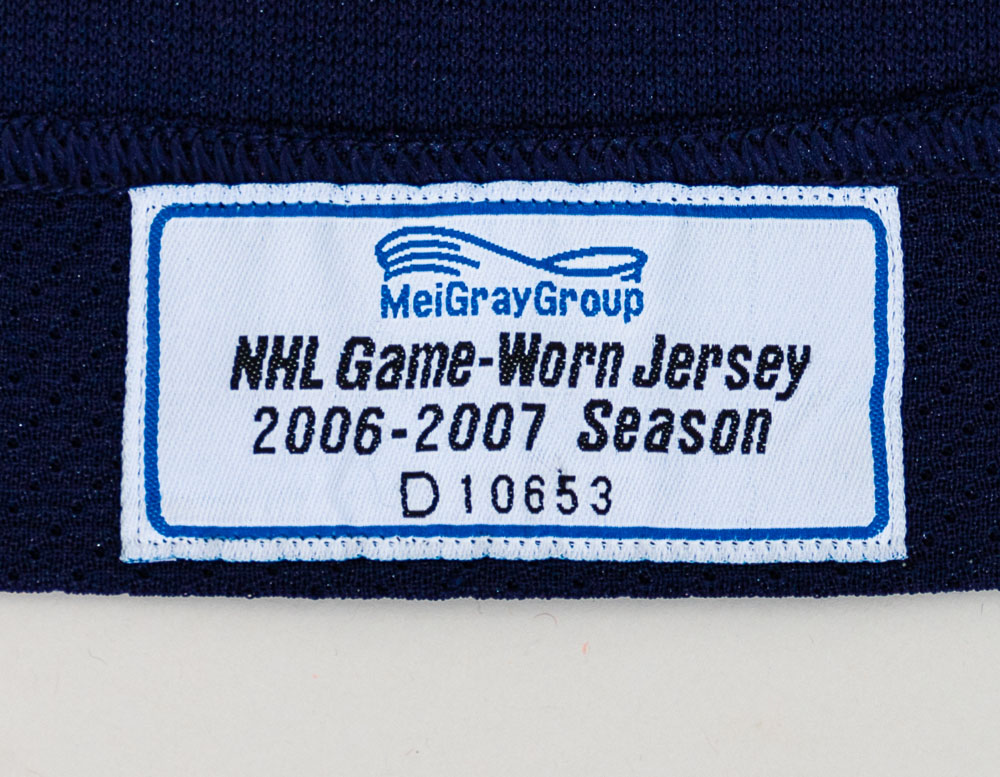 MeiGrayGroup
NHL Game-Worn Jersey
2006-2007 Season
D10653